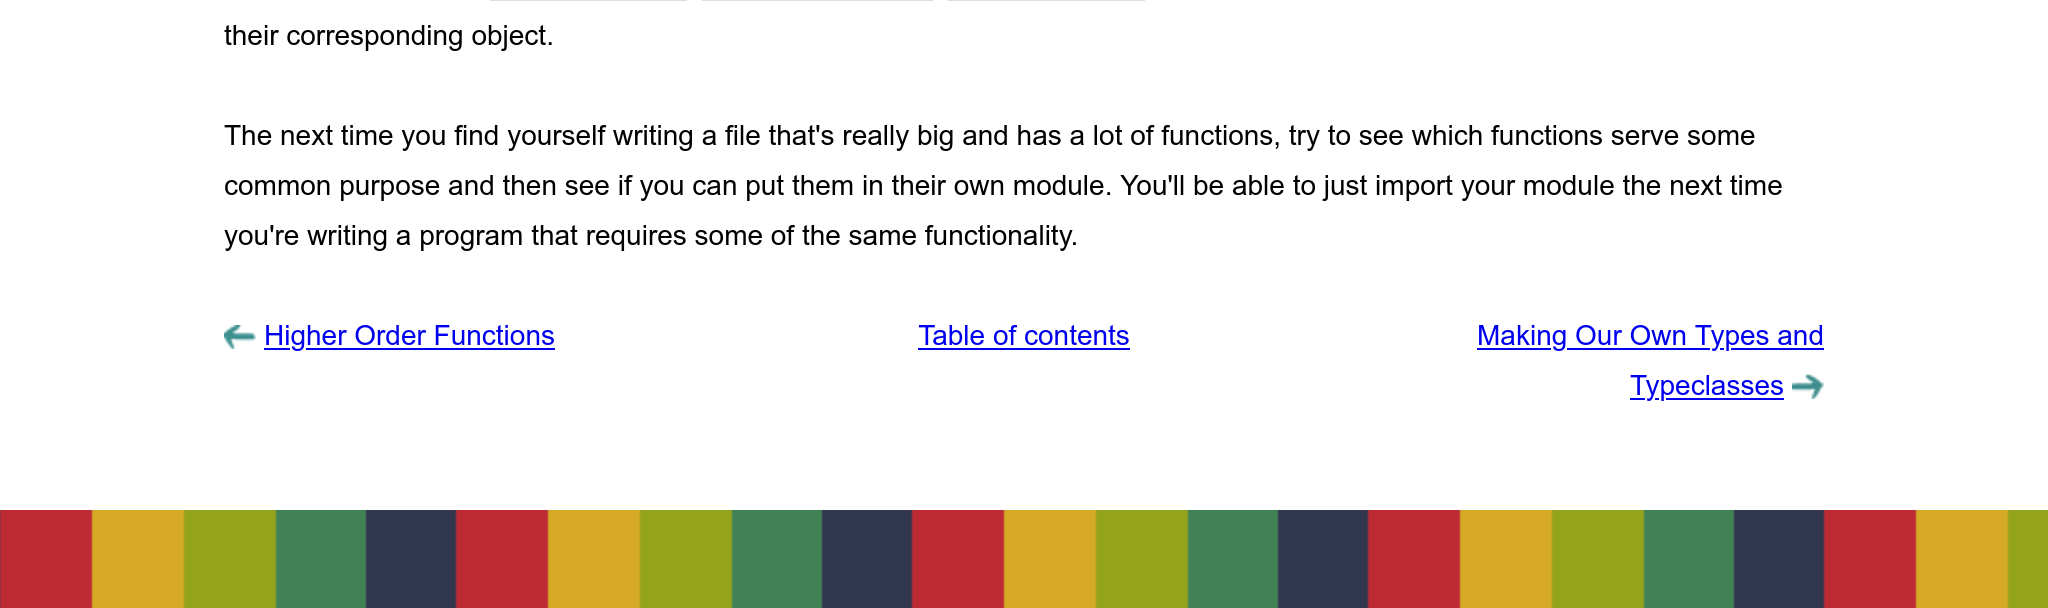 their corresponding object.
The next time you find yourself writing a file that's really big and has a lot of functions, try to see which functions serve some
common purpose and then see if you can put them in their own module. You'll be able to just import your module the next time
you're writing a program that requires some of the same functionality.
Higher Order Functions
Table of contents
Making Our Own Types and
Typeclasses